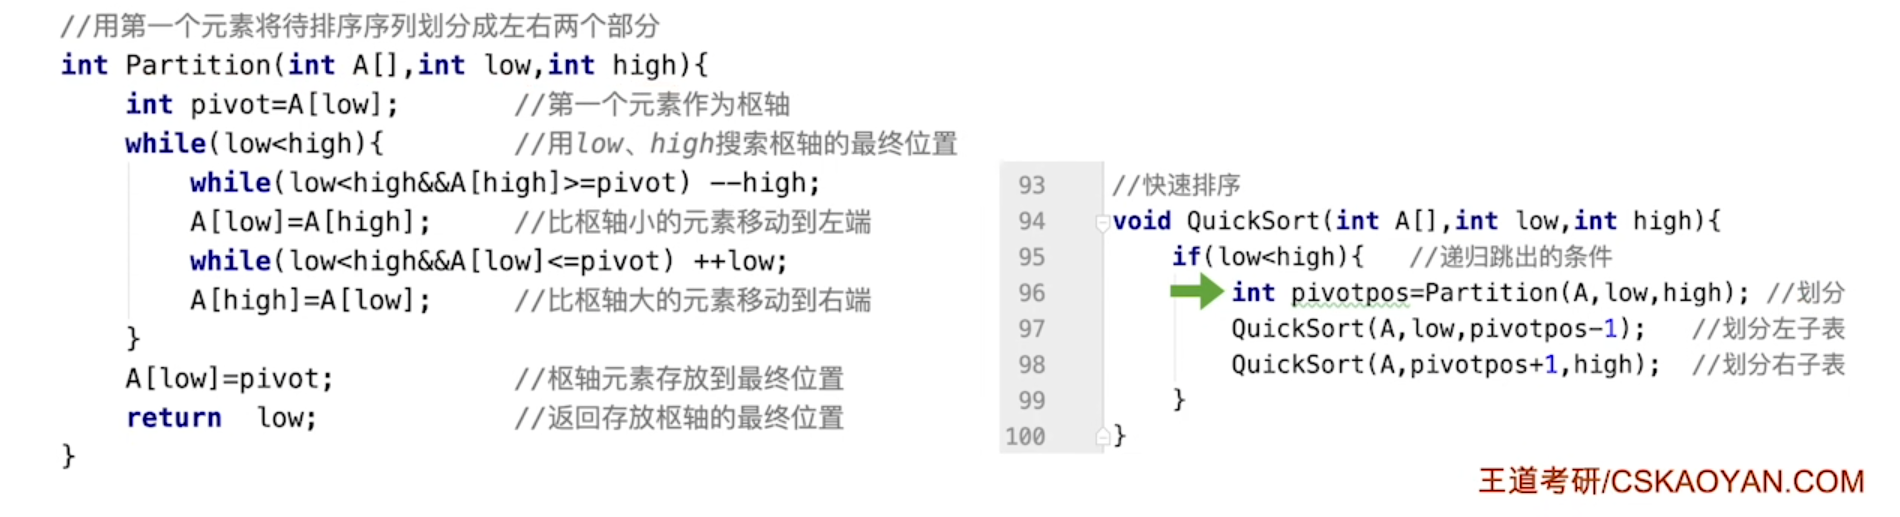 //用第一个元素将待排序序列划分成左右两个部分
int Partition(int A[],int low,int high){
    int pivot=A[low];       //第一个元素作为枢轴
    while(low<high){        //用low、high搜索枢轴的最终位置
        while(low<high&&A[high]>=pivot) --high;
        A[low]=A[high];     //比枢轴小的元素移动到左端
        while(low<high&&A[low]<=pivot) ++low;
        A[high]=A[low];     //比枢轴大的元素移动到右端
    }
    A[low]=pivot;           //枢轴元素存放到最终位置
    return  low;            //返回存放枢轴的最终位置
}
93 //快速排序
94 void QuickSort(int A[],int low,int high){
95     if(low<high){   //递归跳出的条件
96         int pivotpos=Partition(A,low,high); //划分
97         QuickSort(A,low,pivotpos-1);   //划分左子表
98         QuickSort(A,pivotpos+1,high);  //划分右子表
99     }
100 }
王道考研/CSKAOYAN.COM